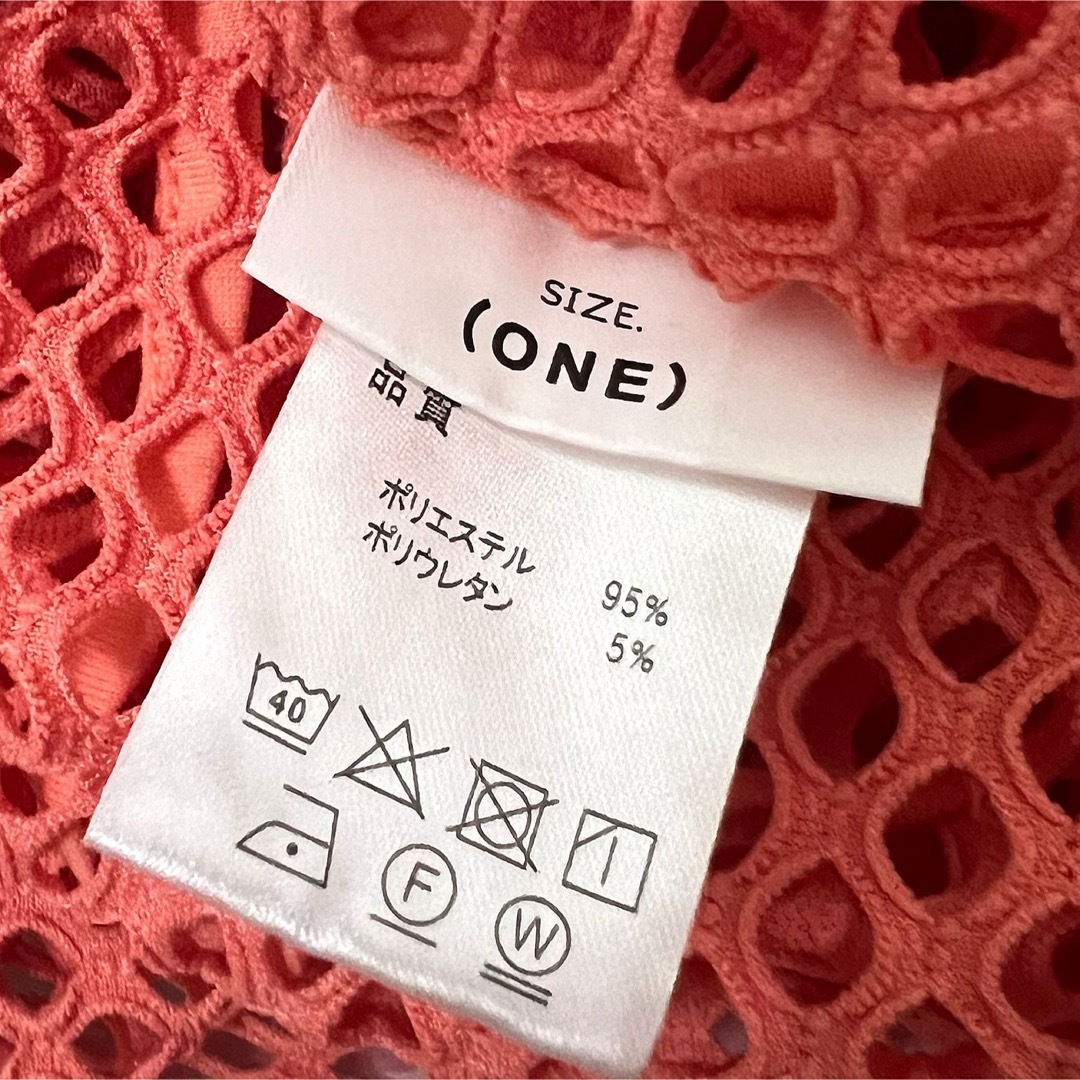 SIZE.
(ONE)
品質
ポリエステル 95%
ポリウレタン 5%
40
F
W